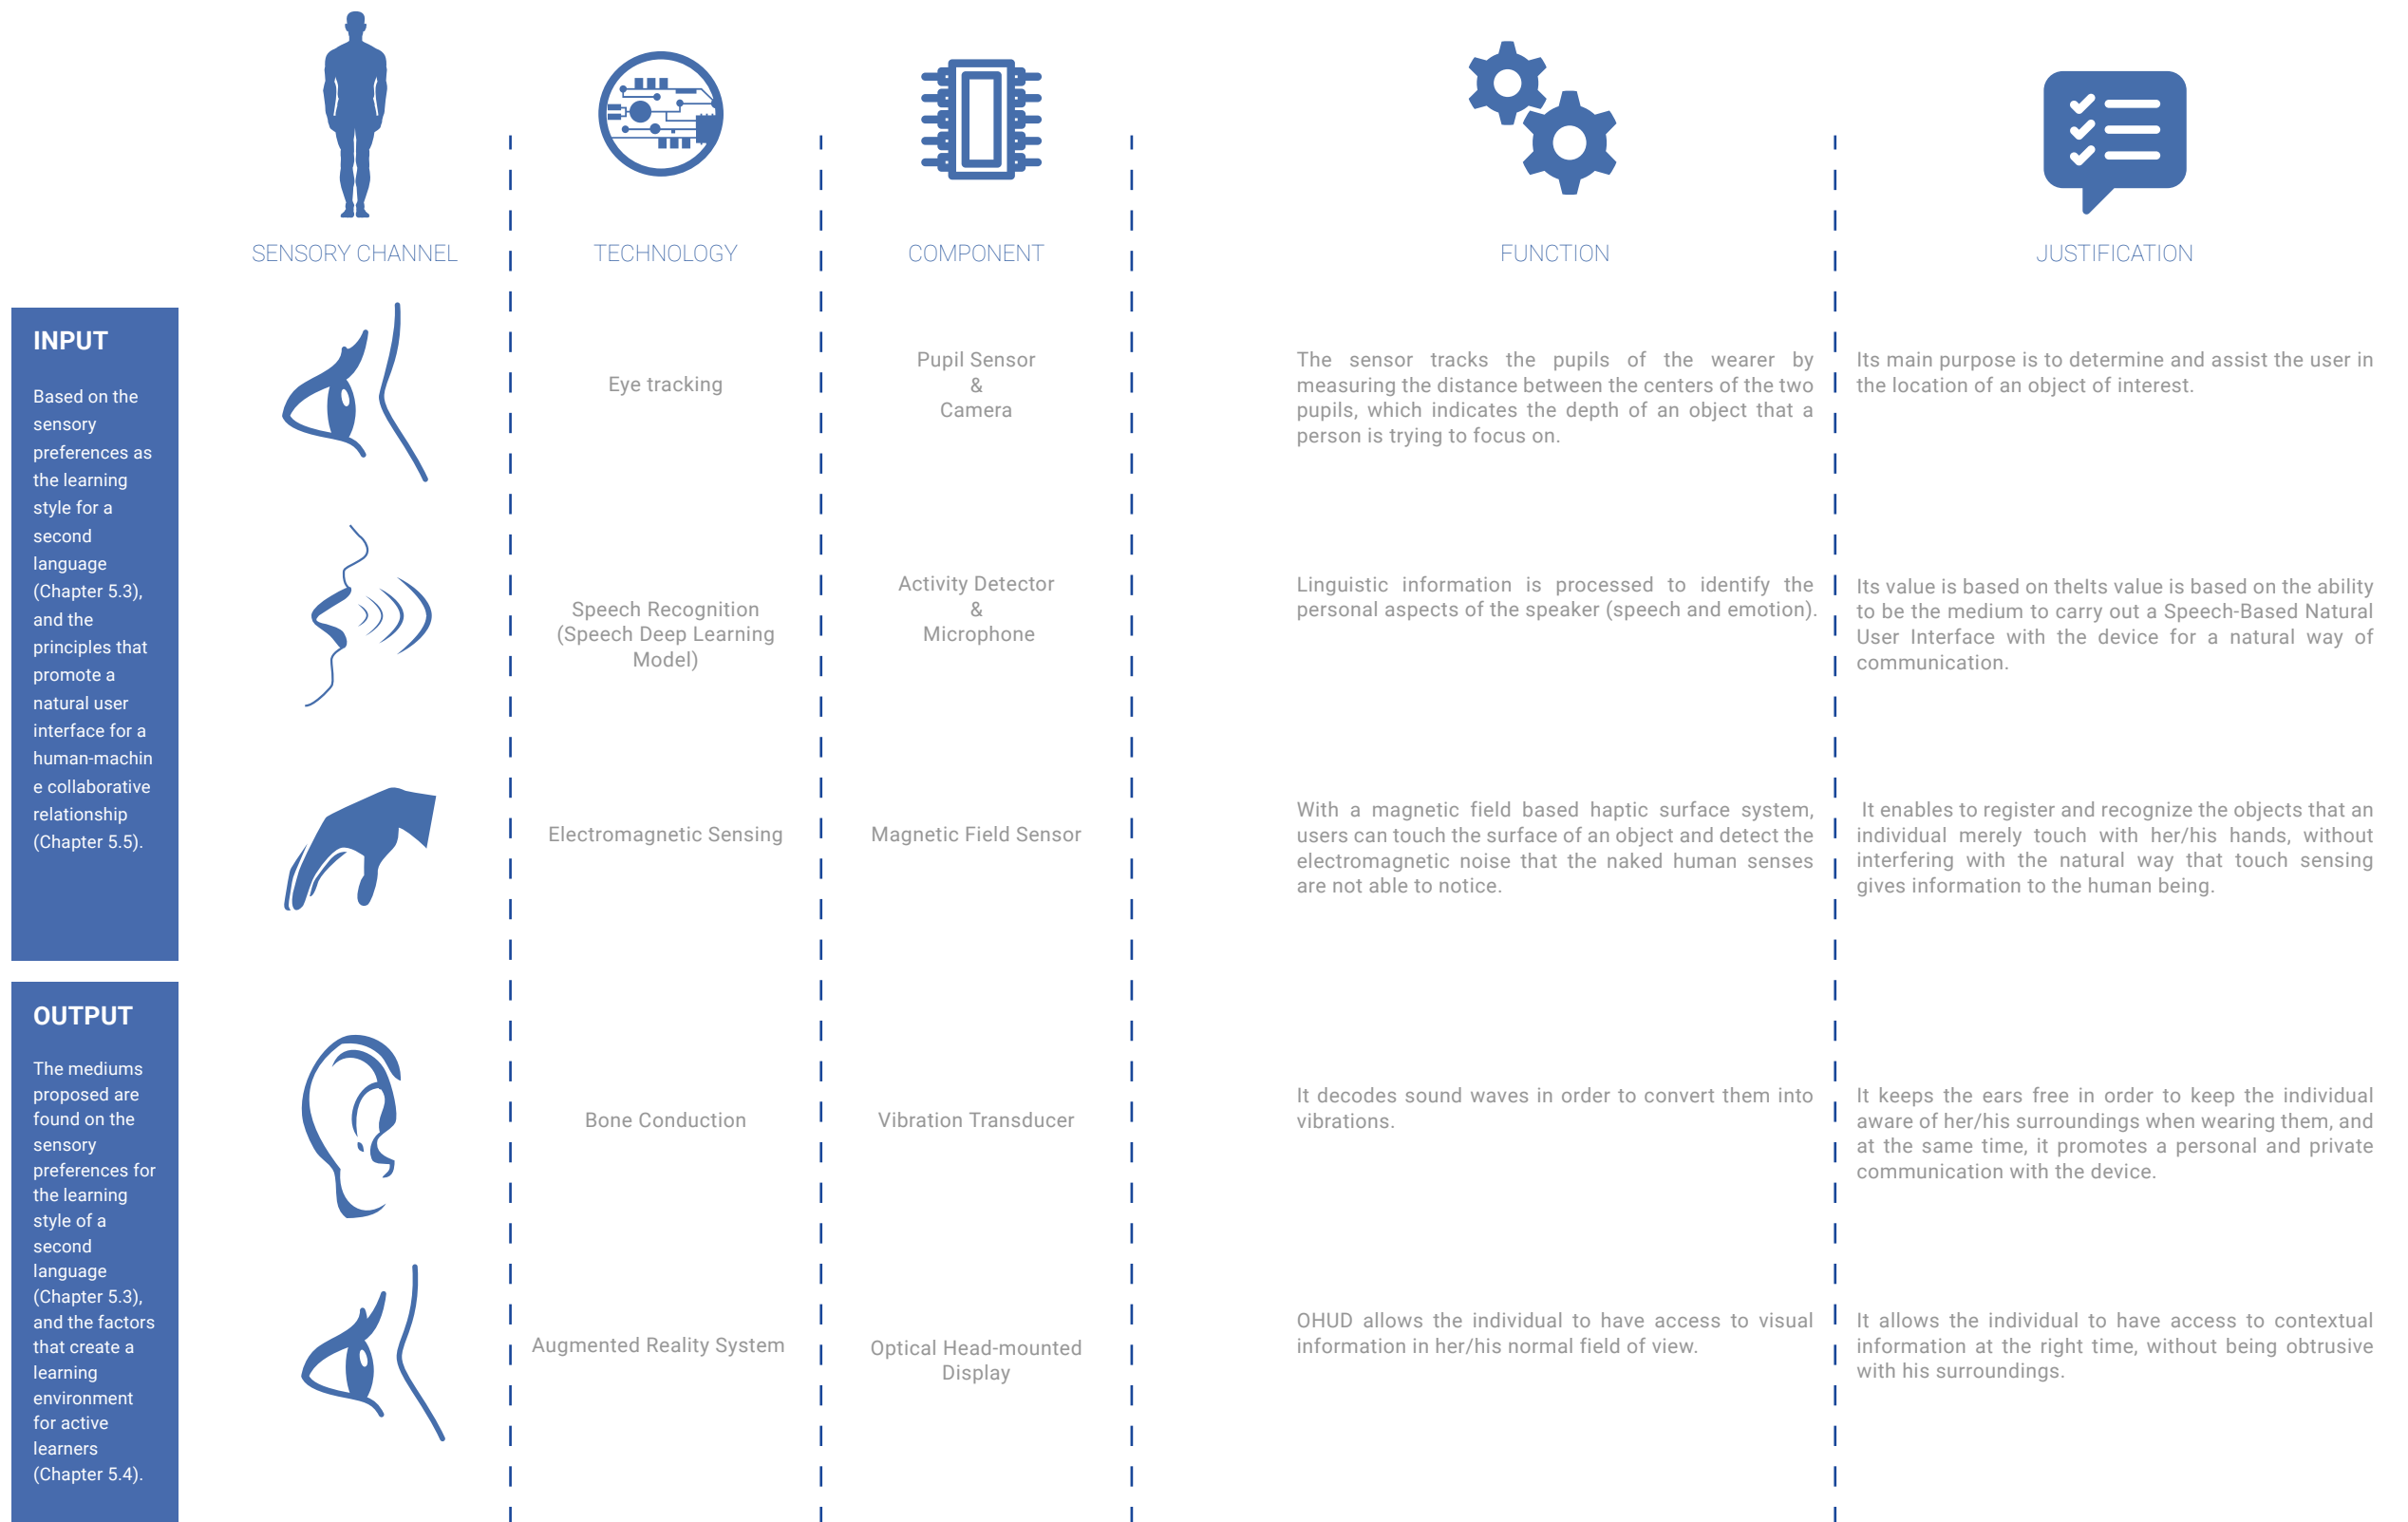 SENSORY CHANNEL
TECHNOLOGY
COMPONENT
FUNCTION
JUSTIFICATION
INPUT
Based on the
sensory
preferences as
the learning
style for a
second
language
(Chapter 5.3),
and the
principles that
promote a
natural user
interface for a
human-machin
e collaborative
relationship
(Chapter 5.5).
Eye tracking
Pupil Sensor
&
Camera
The sensor tracks the pupils of the wearer by
measuring the distance between the centers of the two
pupils, which indicates the depth of an object that a
person is trying to focus on.
Its main purpose is to determine and assist the user in
the location of an object of interest.
Speech Recognition
(Speech Deep Learning
Model)
Activity Detector
&
Microphone
Linguistic information is processed to identify the
personal aspects of the speaker (speech and emotion).
Its value is based on theIts value is based on the ability
to be the medium to carry out a Speech-Based Natural
User Interface with the device for a natural way of
communication.
Electromagnetic Sensing
Magnetic Field Sensor
With a magnetic field based haptic surface system,
users can touch the surface of an object and detect the
electromagnetic noise that the naked human senses
are not able to notice.
It enables to register and recognize the objects that an
individual merely touch with her/his hands, without
interfering with the natural way that touch sensing
gives information to the human being.
OUTPUT
The mediums
proposed are
found on the
sensory
preferences for
the learning
style of a
second
language
(Chapter 5.3),
and the factors
that create a
learning
environment
for active
learners
(Chapter 5.4).
Bone Conduction
Vibration Transducer
It decodes sound waves in order to convert them into
vibrations.
It keeps the ears free in order to keep the individual
aware of her/his surroundings when wearing them, and
at the same time, it promotes a personal and private
communication with the device.
Augmented Reality System
Optical Head-mounted
Display
OHUD allows the individual to have access to visual
information in her/his normal field of view.
It allows the individual to have access to contextual
information at the right time, without being obtrusive
with his surroundings.